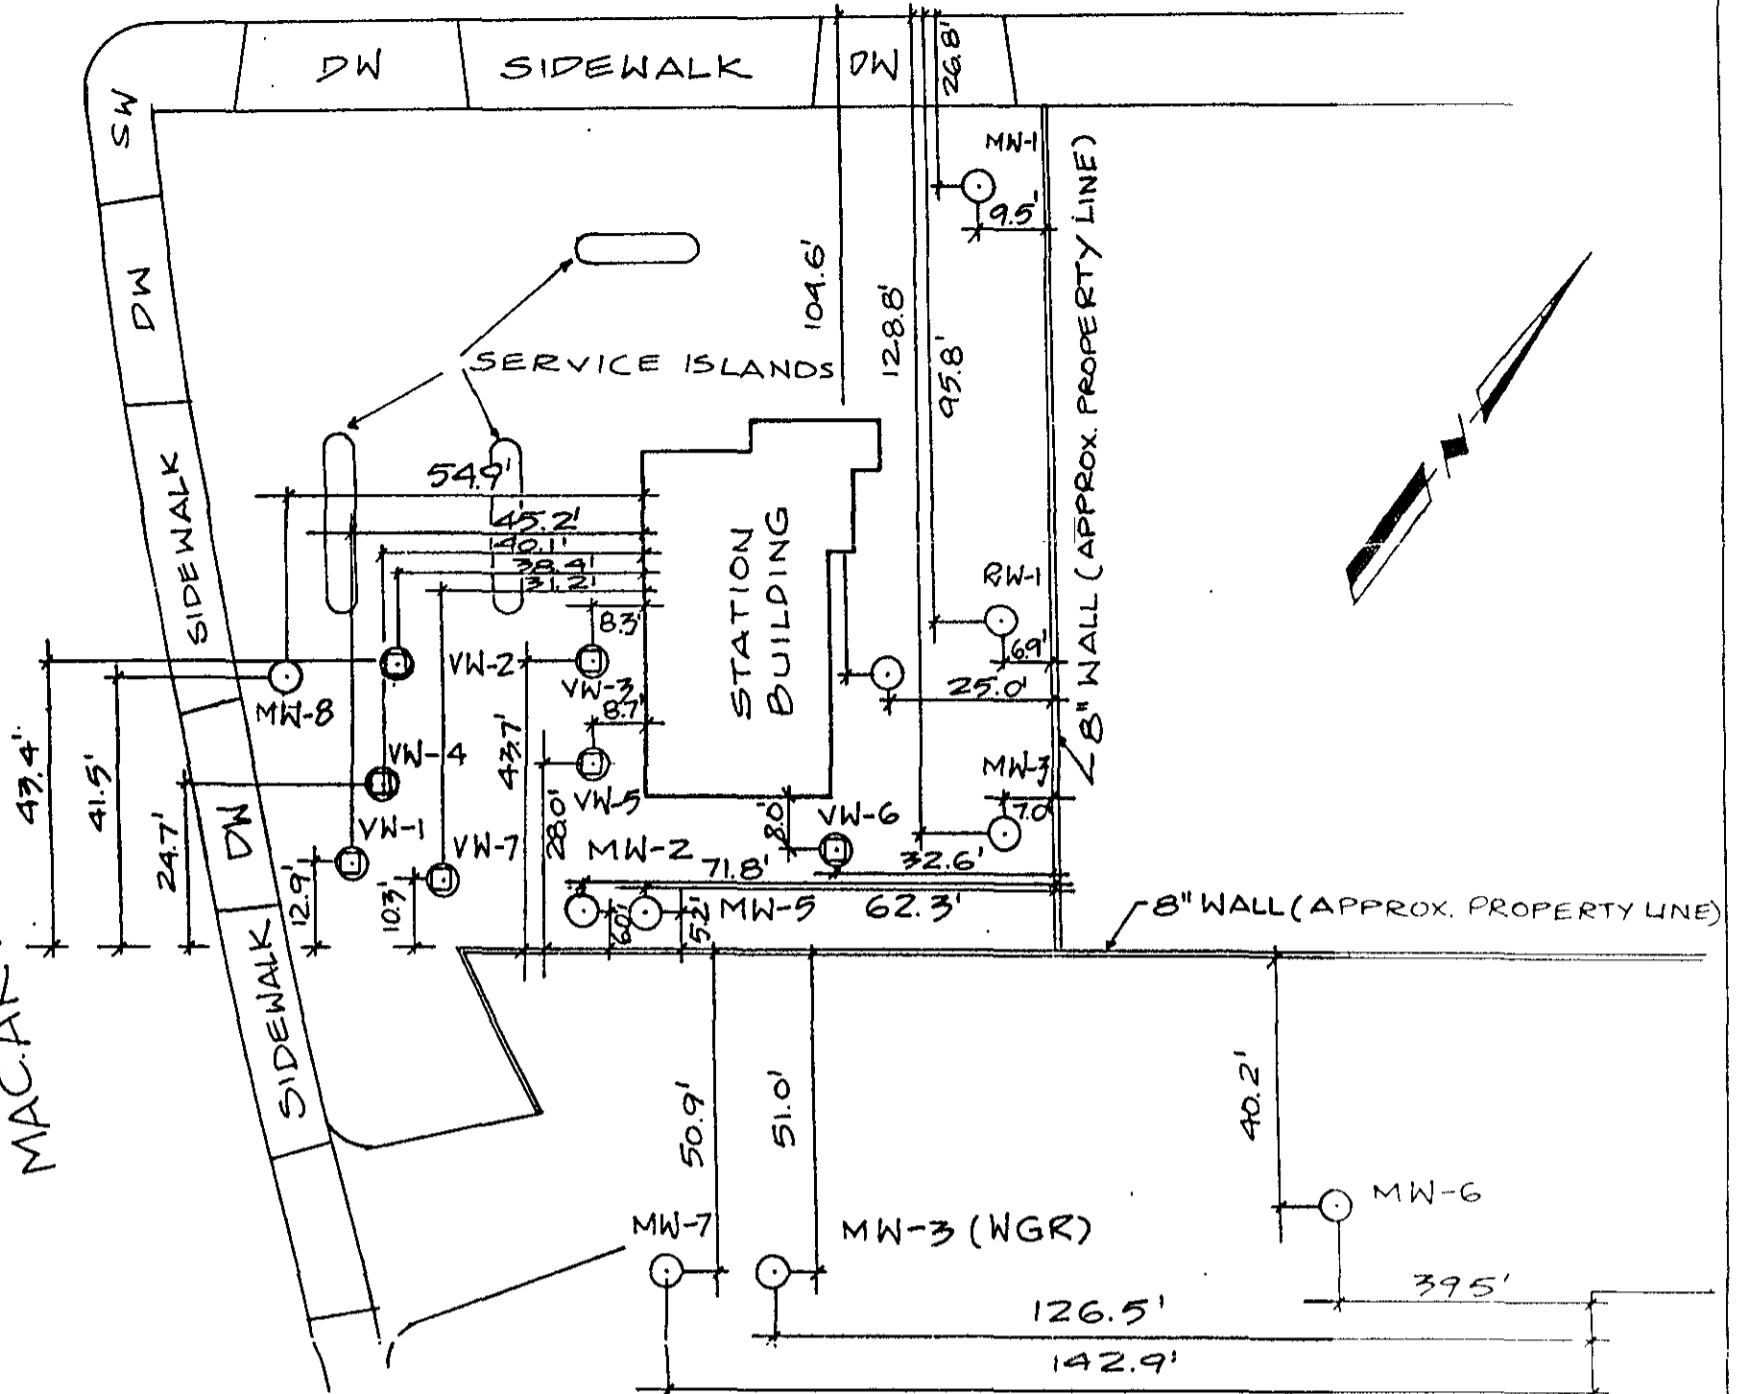 DW
SIDEWALK
DW
26.8'
SW
MW-1
9.5'
8" WALL (APPROX. PROPERTY LINE)
DW
104.6'
128.8'
95.8'
SERVICE ISLANDS
SIDEWALK
54.9'
45.2'
40.1'
38.4'
31.2'
STATION
BUILDING
RW-1
6.9'
8.3'
VW-2
VW-3
25.0'
MW-8
8.7'
43.4'
41.5'
24.7'
VW-4
43.7'
MW-3
7.0'
VW-5
28.0'
8.0'
VW-6
DW
VW-1
VW-7
MW-2
32.6'
71.8'
12.9'
10.3'
6.0'
5.2'
MW-5
62.3'
8" WALL (APPROX. PROPERTY LINE)
SIDEWALK
50.9'
51.0'
40.2'
MW-6
MW-7
MW-3 (WGR)
39.5'
126.5'
142.9'